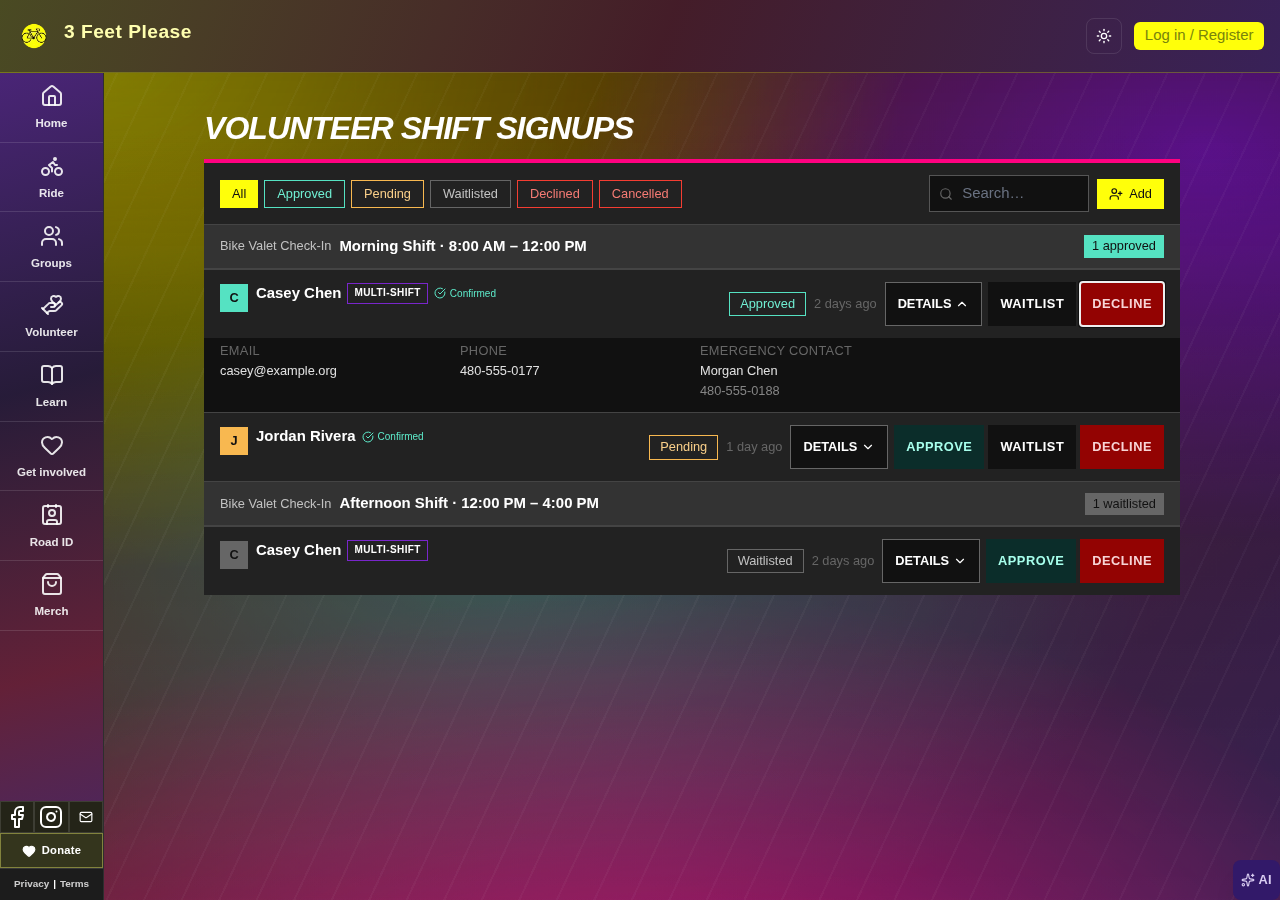 3 Feet Please
Log in / Register
Home
Ride
Groups
Volunteer
Learn
Get involved
Road ID
Merch
Donate
Privacy | Terms
VOLUNTEER SHIFT SIGNUPS
All Approved Pending Waitlisted Declined Cancelled Search… Add
Bike Valet Check-In Morning Shift · 8:00 AM – 12:00 PM 1 approved
C Casey Chen MULTI-SHIFT Confirmed Approved 2 days ago DETAILS WAITLIST DECLINE
EMAIL PHONE EMERGENCY CONTACT
casey@example.org 480-555-0177 Morgan Chen
480-555-0188
J Jordan Rivera Confirmed Pending 1 day ago DETAILS APPROVE WAITLIST DECLINE
Bike Valet Check-In Afternoon Shift · 12:00 PM – 4:00 PM 1 waitlisted
C Casey Chen MULTI-SHIFT Waitlisted 2 days ago DETAILS APPROVE DECLINE
AI